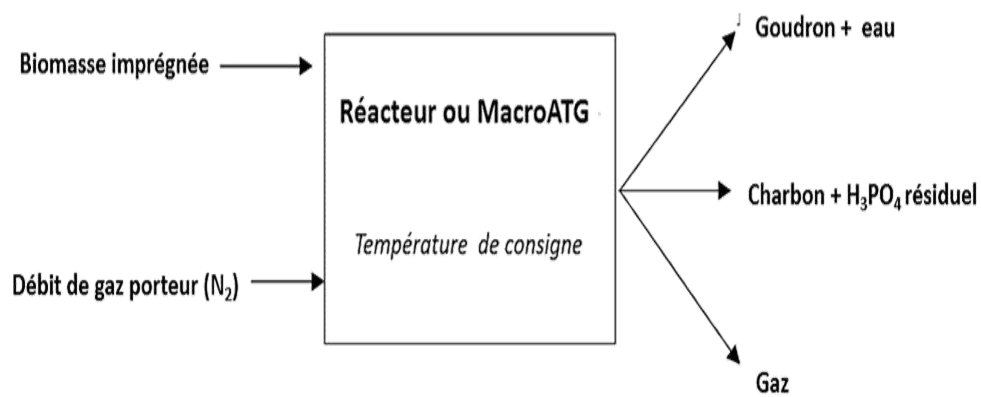 Goudron + eau
Biomasse imprégnée
Réacteur ou MacroATG
Charbon + H₃PO₄ résiduel
Température de consigne
Débit de gaz porteur (N₂)
Gaz